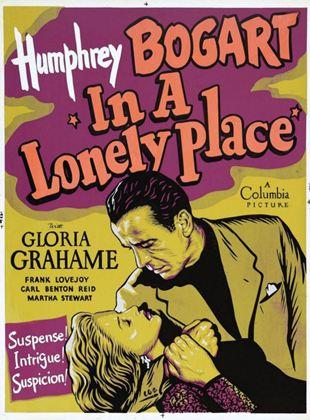 Humphrey BOGART
In A
Lonely Place
A
Columbia
PICTURE
with
GLORIA
GRAHAME
FRANK LOVEJOY
CARL BENTON REID
MARTHA STEWART
Suspense!
Intrigue!
Suspicion!